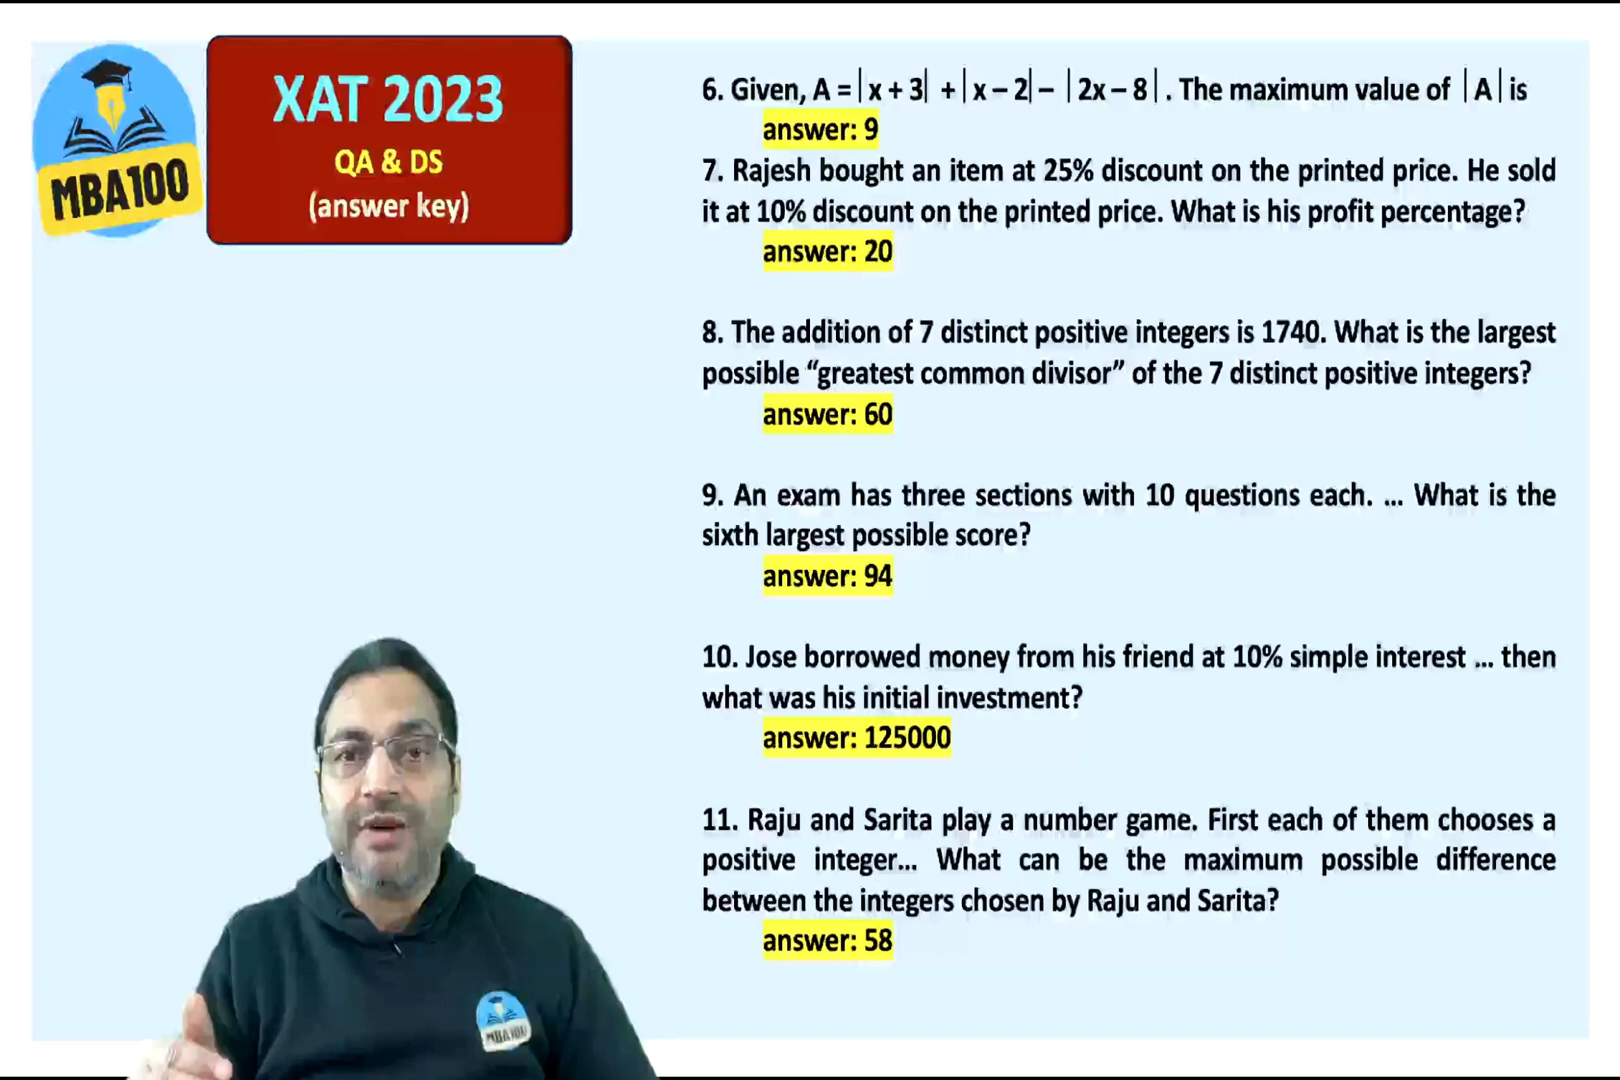 MBA100
XAT 2023
QA & DS
(answer key)
6. Given, A = |x + 3| + |x – 2| – |2x – 8|. The maximum value of |A| is
answer: 9
7. Rajesh bought an item at 25% discount on the printed price. He sold
it at 10% discount on the printed price. What is his profit percentage?
answer: 20
8. The addition of 7 distinct positive integers is 1740. What is the largest
possible “greatest common divisor” of the 7 distinct positive integers?
answer: 60
9. An exam has three sections with 10 questions each. ... What is the
sixth largest possible score?
answer: 94
10. Jose borrowed money from his friend at 10% simple interest ... then
what was his initial investment?
answer: 125000
11. Raju and Sarita play a number game. First each of them chooses a
positive integer... What can be the maximum possible difference
between the integers chosen by Raju and Sarita?
answer: 58
MBA100